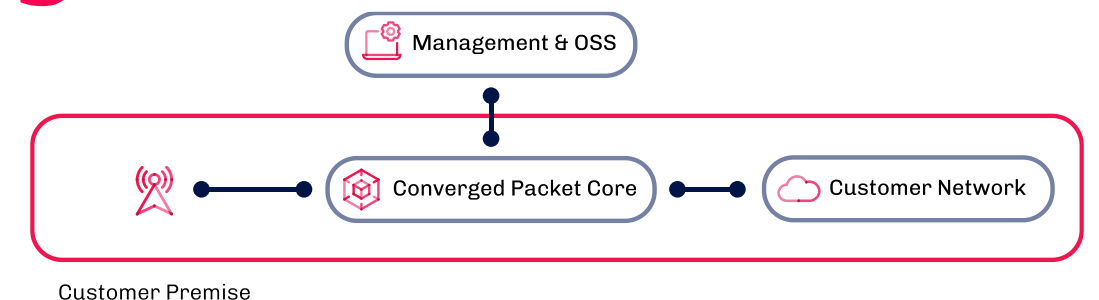 Management & OSS
Converged Packet Core
Customer Network
Customer Premise